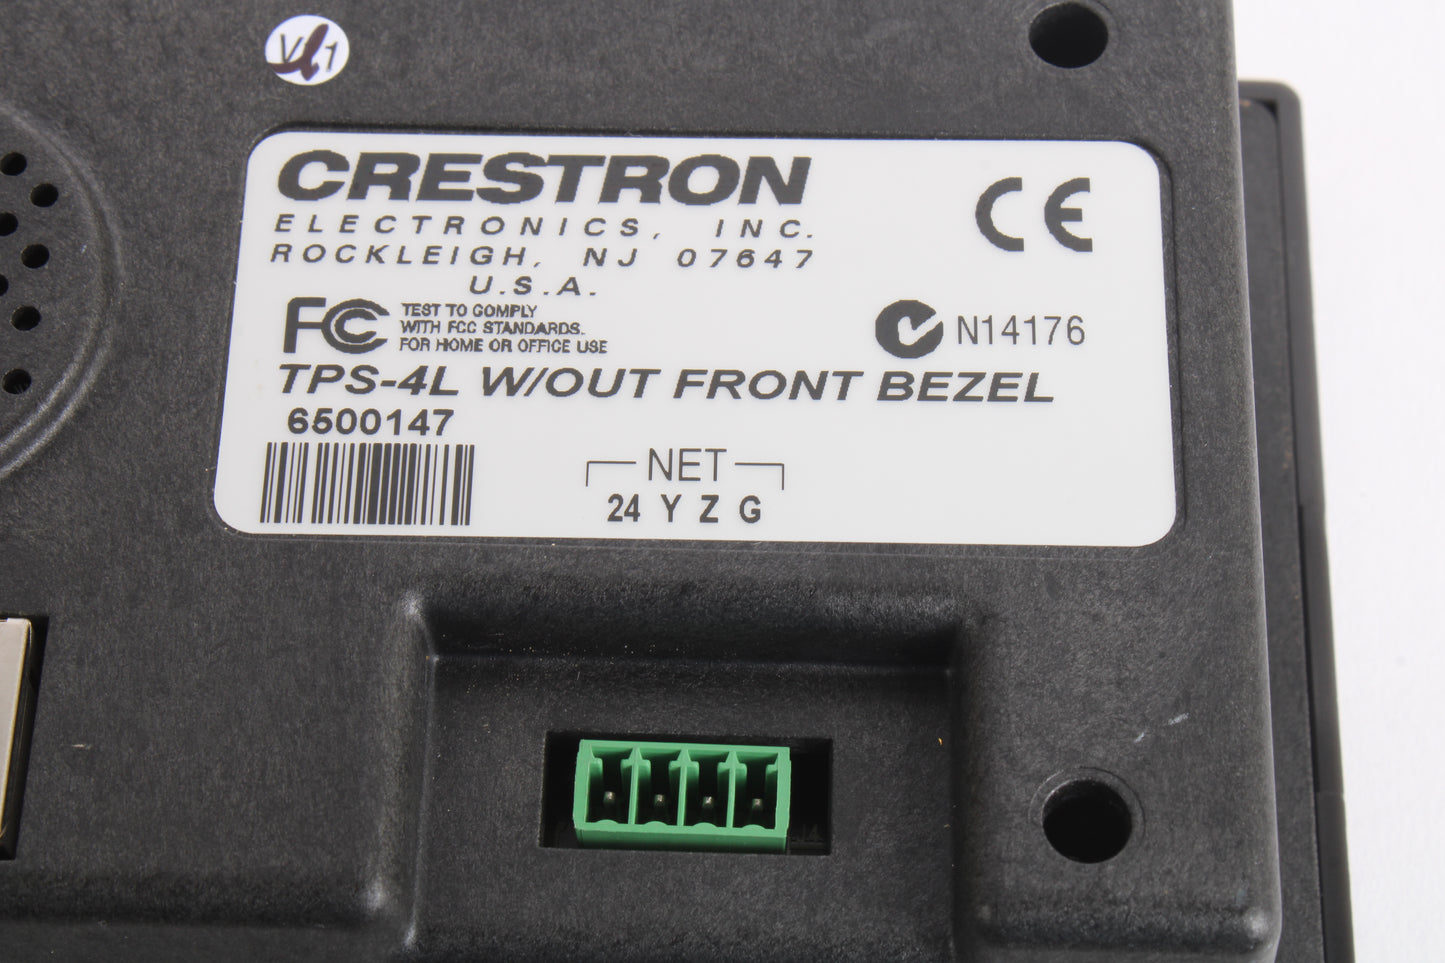 V 1
CRESTRON
ELECTRONICS, INC.
ROCKLEIGH, NJ 07647
U.S.A.
CE
FC TEST TO COMPLY
WITH FCC STANDARDS.
FOR HOME OR OFFICE USE
N14176
TPS-4L W/OUT FRONT BEZEL
6500147
NET
24 Y Z G